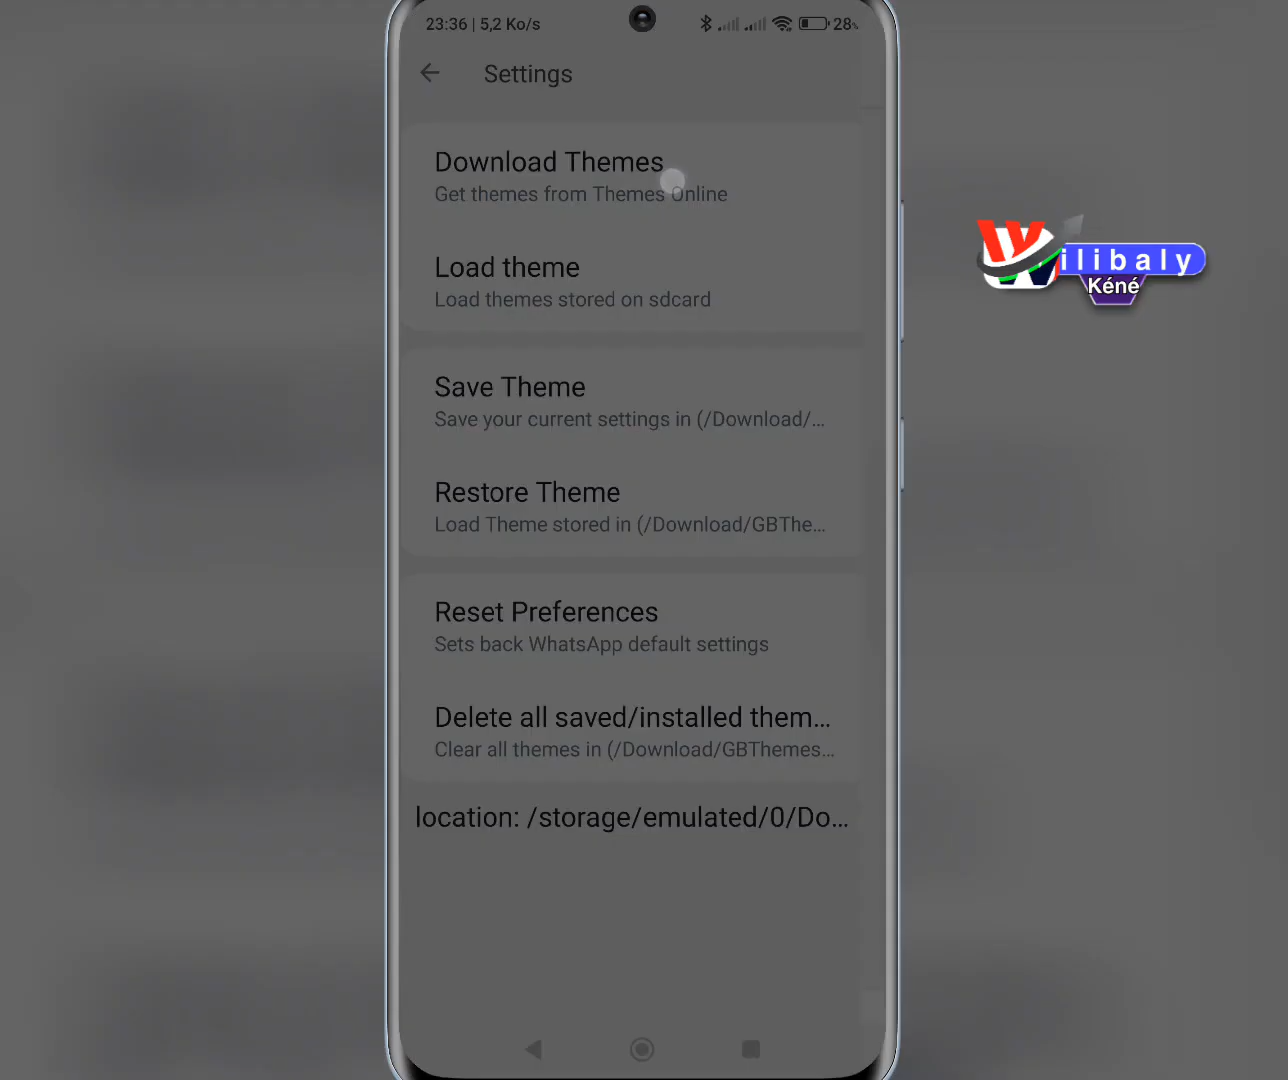 23:36 | 5,2 Ko/s
28%
Settings
Download Themes
Get themes from Themes Online
Load theme
Load themes stored on sdcard
Save Theme
Save your current settings in (/Download/...
Restore Theme
Load Theme stored in (/Download/GBThe...
Reset Preferences
Sets back WhatsApp default settings
Delete all saved/installed them...
Clear all themes in (/Download/GBThemes...
location: /storage/emulated/0/Do...
Wilibaly
Kéné